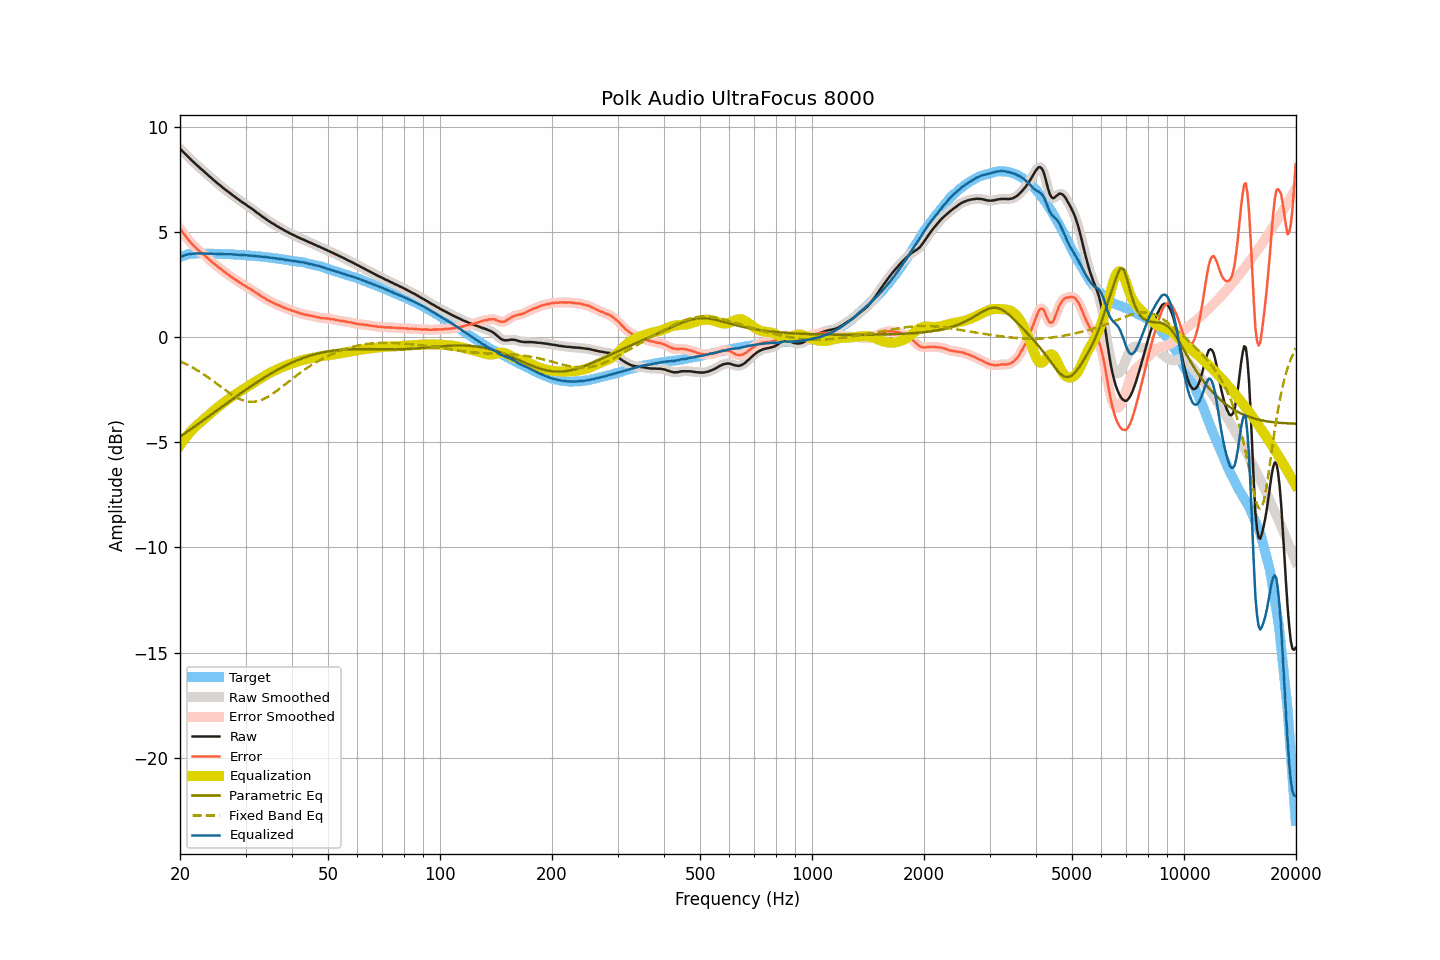 Polk Audio UltraFocus 8000
10
5
0
−5
−10
−15
−20
Amplitude (dBr)
Target
Raw Smoothed
Error Smoothed
Raw
Error
Equalization
Parametric Eq
Fixed Band Eq
Equalized
20 50 100 200 500 1000 2000 5000 10000 20000
Frequency (Hz)